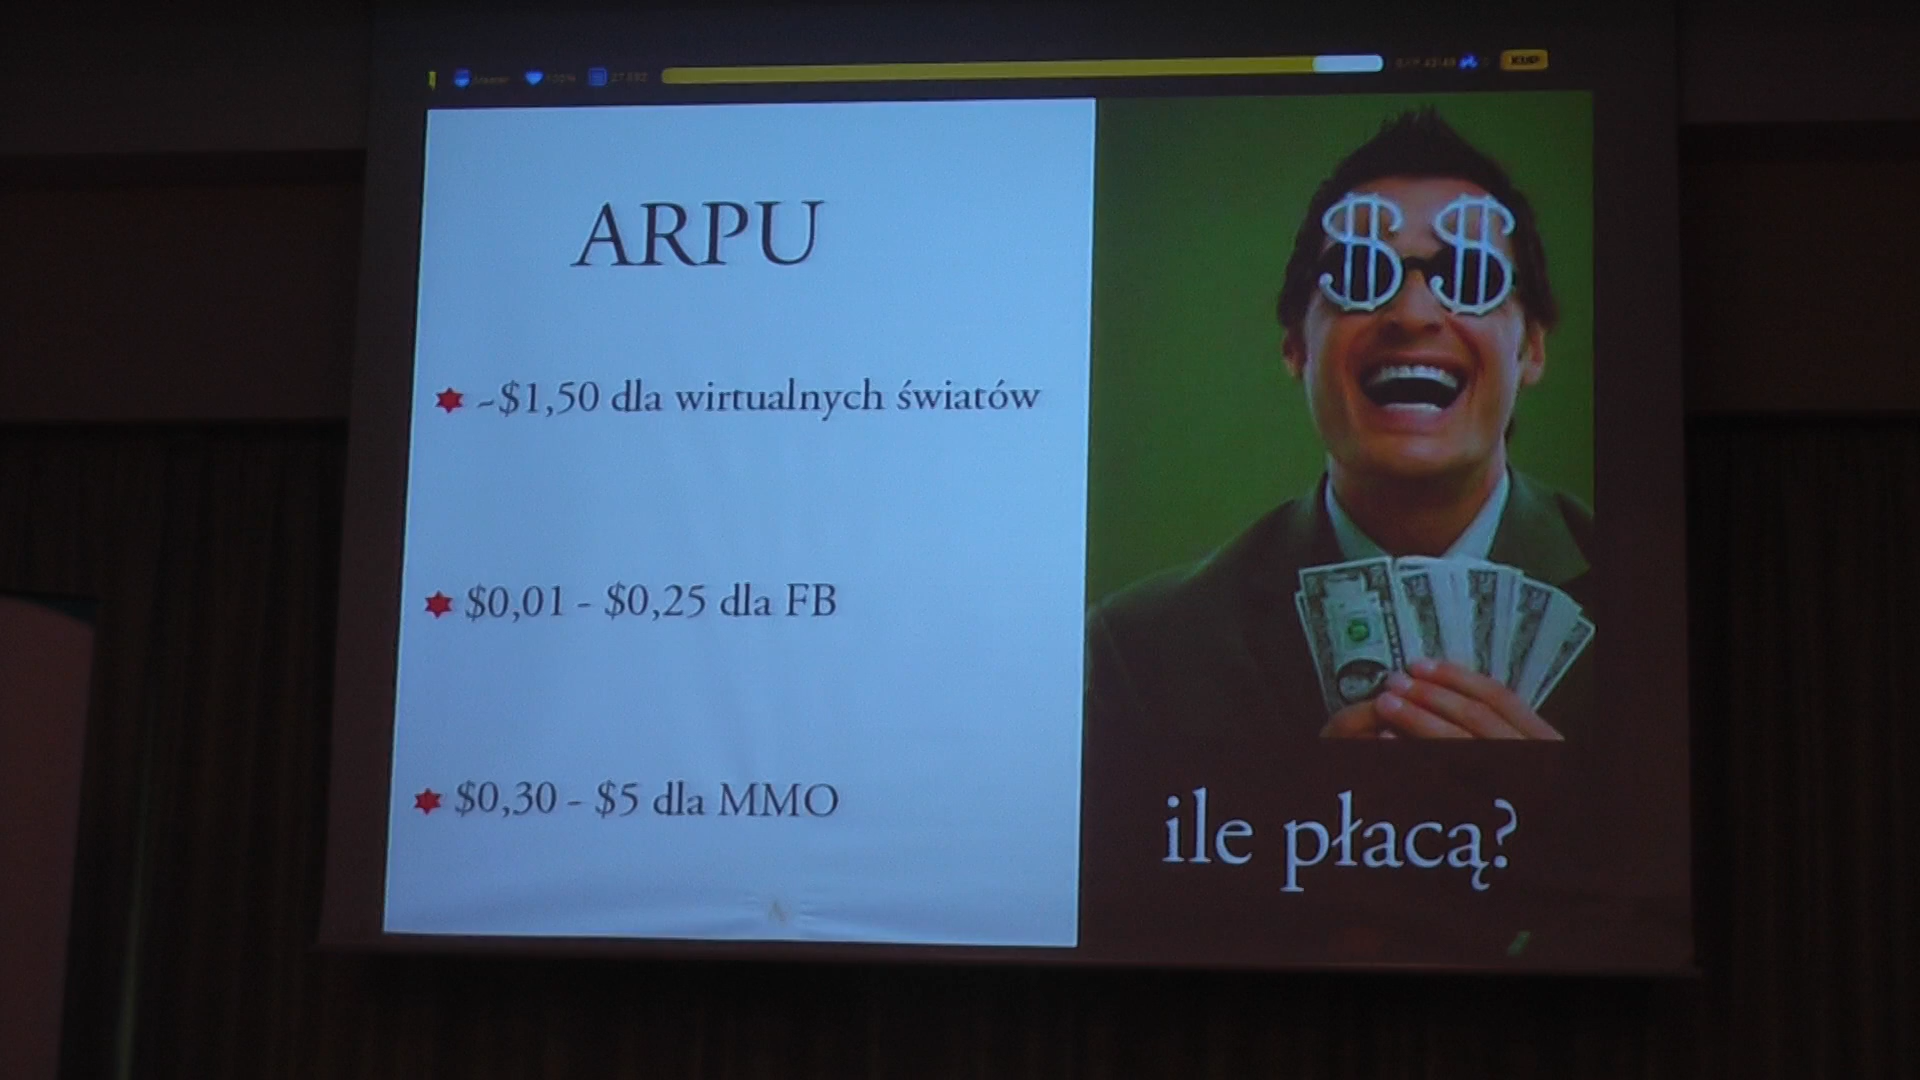 KUP
ARPU
~$1,50 dla wirtualnych światów
$0,01 - $0,25 dla FB
$0,30 - $5 dla MMO
ile płacą?